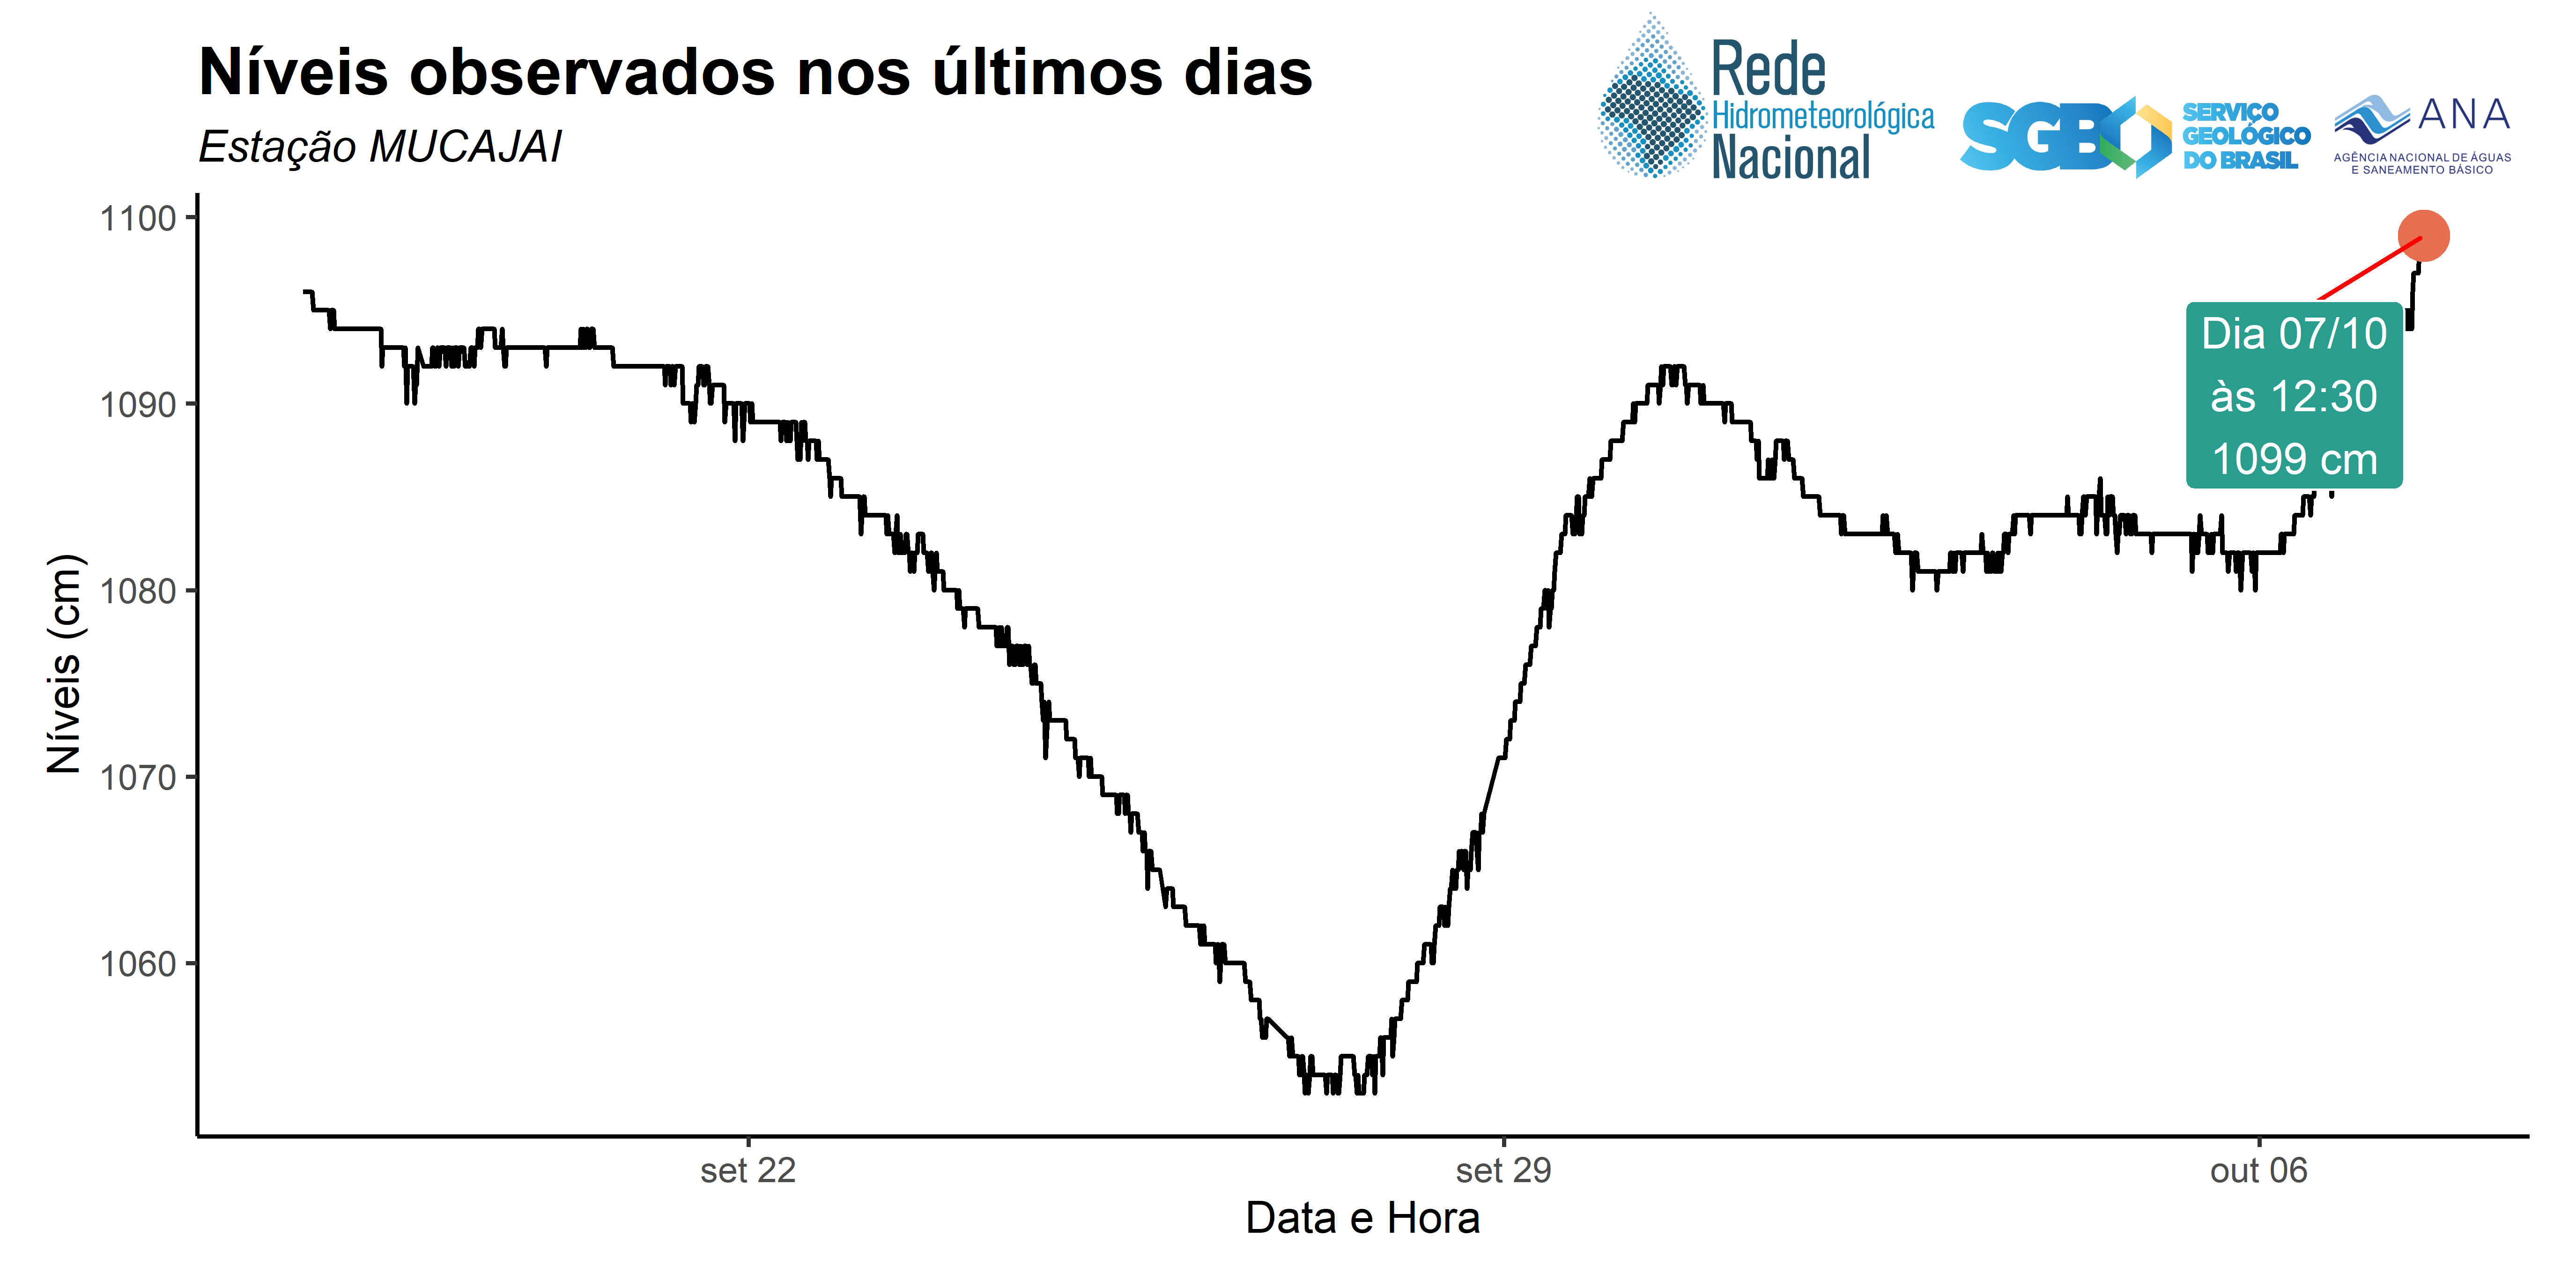 Níveis observados nos últimos dias
Estação MUCAJAI
Rede
Hidrometeorológica
Nacional
SGB
SERVIÇO
GEOLÓGICO
DO BRASIL
ANA
AGÊNCIA NACIONAL DE ÁGUAS
E SANEAMENTO BÁSICO
Níveis (cm)
1100
1090
1080
1070
1060
Dia 07/10
às 12:30
1099 cm
set 22
set 29
out 06
Data e Hora